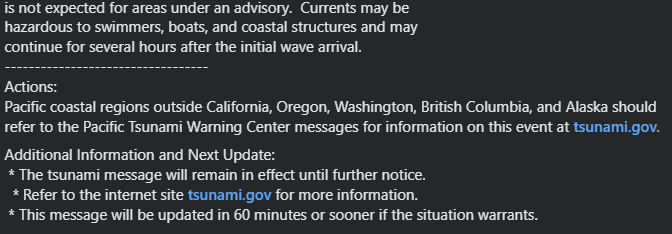 is not expected for areas under an advisory.  Currents may be
hazardous to swimmers, boats, and coastal structures and may
continue for several hours after the initial wave arrival.
----------------------------------
Actions:
Pacific coastal regions outside California, Oregon, Washington, British Columbia, and Alaska should
refer to the Pacific Tsunami Warning Center messages for information on this event at tsunami.gov.
Additional Information and Next Update:
* The tsunami message will remain in effect until further notice.
* Refer to the internet site tsunami.gov for more information.
* This message will be updated in 60 minutes or sooner if the situation warrants.